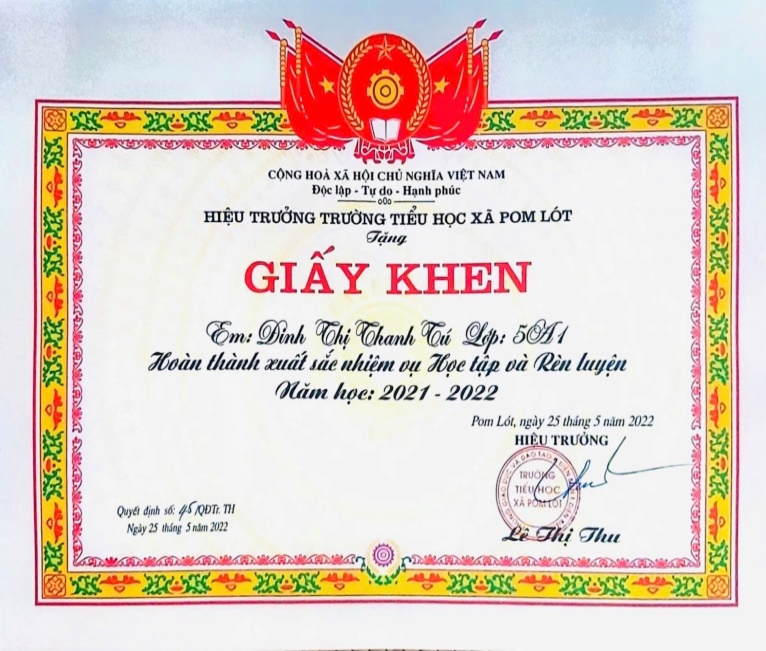 CỘNG HOÀ XÃ HỘI CHỦ NGHĨA VIỆT NAM
Độc lập - Tự do - Hạnh phúc
HIỆU TRƯỞNG TRƯỜNG TIỂU HỌC XÃ POM LÓT
Tặng
GIẤY KHEN
Em: Đinh Thị Thanh Tú Lớp: 5A1
Hoàn thành xuất sắc nhiệm vụ Học tập và Rèn luyện
Năm học: 2021 - 2022
Pom Lót, ngày 25 tháng 5 năm 2022
HIỆU TRƯỞNG
TRƯỜNG
TIỂU HỌC
XÃ POM LÓT
Quyết định số: 45/QĐTr. TH
Ngày 25 tháng 5 năm 2022
Lê Thị Thu